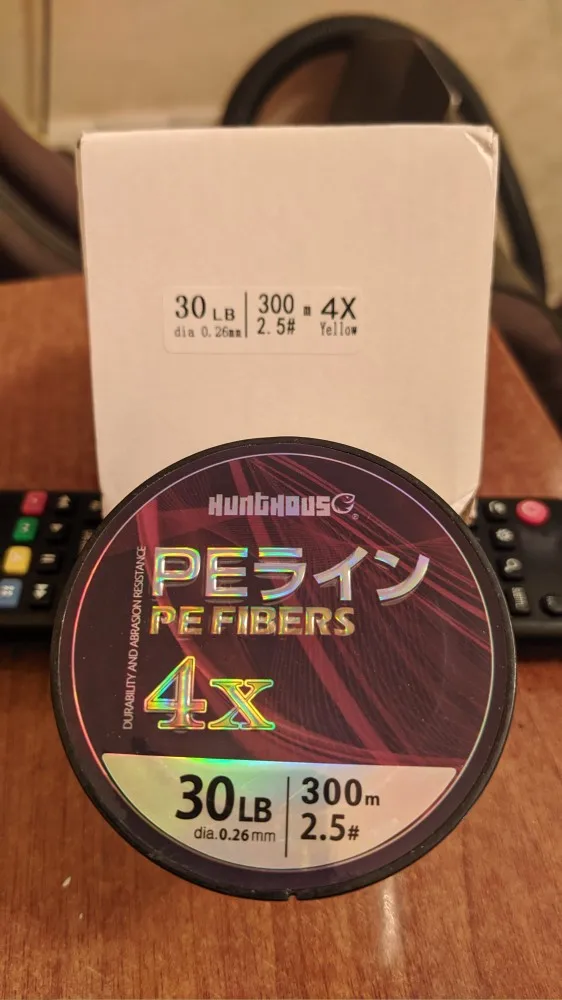 30 LB
dia 0.26mm
300 m
2.5#
4X
Yellow
HUNTHOUSE®
PEライン
PE FIBERS
DURABILITY AND ABRASION RESISTANCE
4X
30LB
dia.0.26mm
300m
2.5#